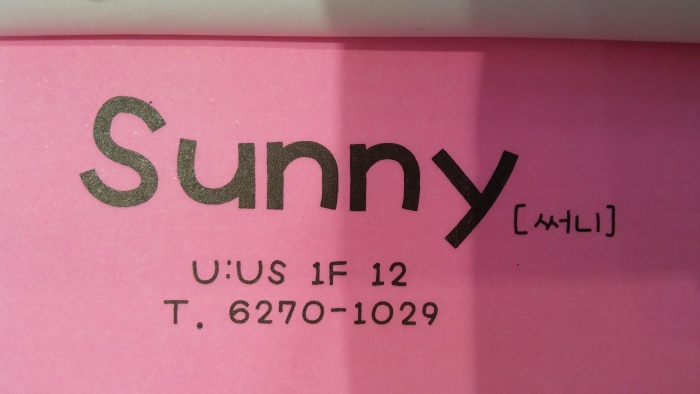 Sunny [써니]
U:US 1F 12
T. 6270-1029